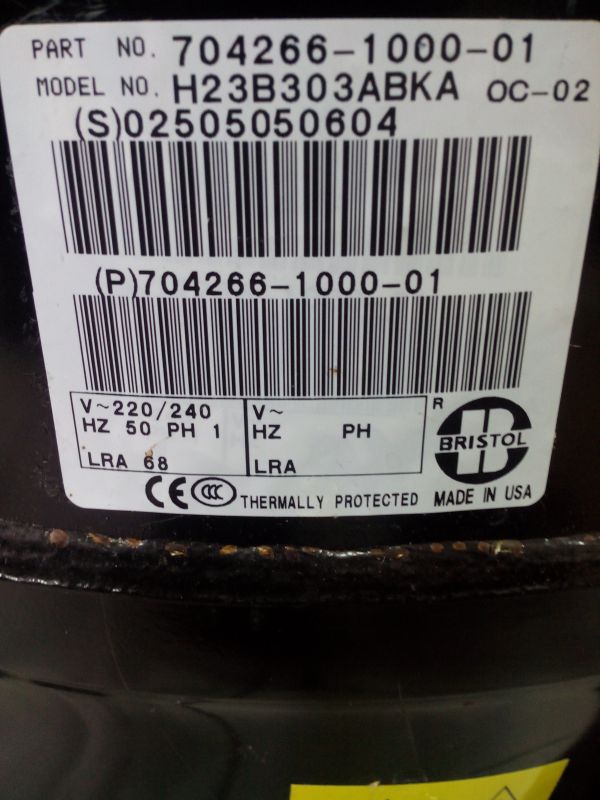 PART NO. 704266-1000-01
MODEL NO. H23B303ABKA OC-02
(S)02505050604
(P)704266-1000-01
V~220/240
HZ 50 PH 1
LRA 68
V~
HZ PH
LRA
R
BRISTOL
CE CCC THERMALLY PROTECTED MADE IN USA